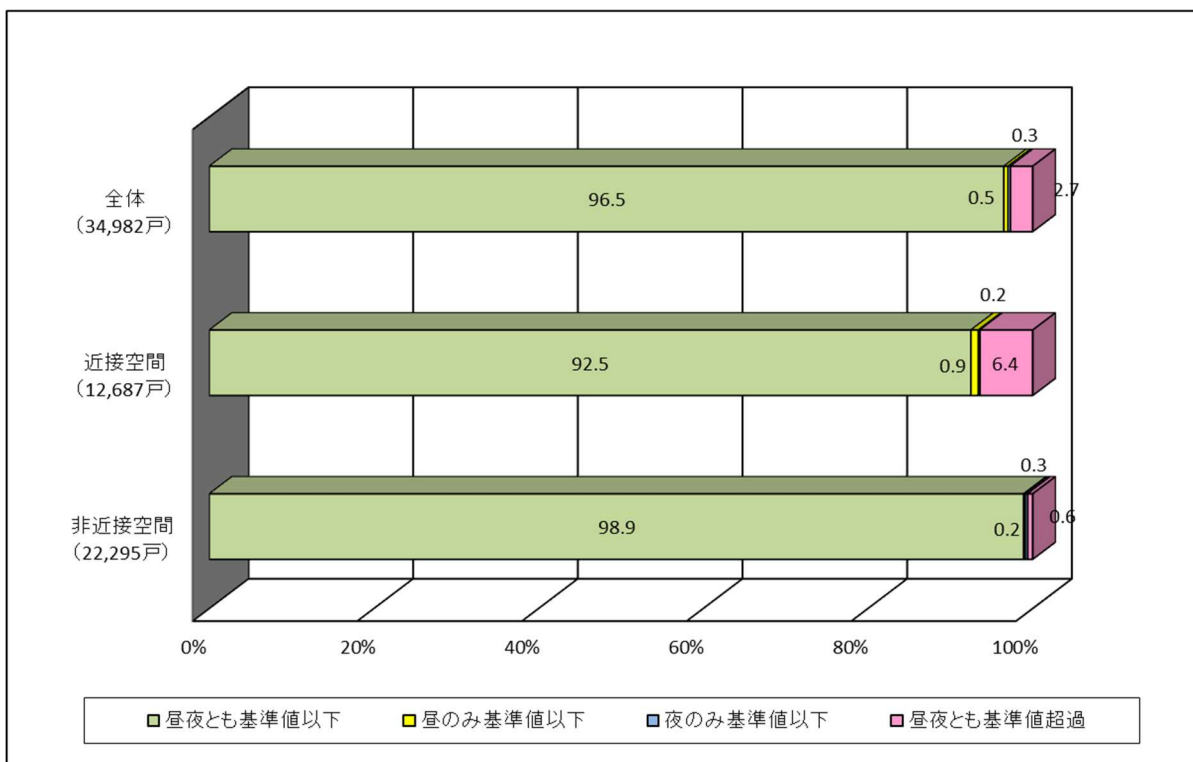 0.3
全体
（34,982戸）
96.5
0.5
2.7
0.2
近接空間
（12,687戸）
92.5
0.9
6.4
0.3
非近接空間
（22,295戸）
98.9
0.2
0.6
0% 20% 40% 60% 80% 100%
昼夜とも基準値以下 昼のみ基準値以下 夜のみ基準値以下 昼夜とも基準値超過